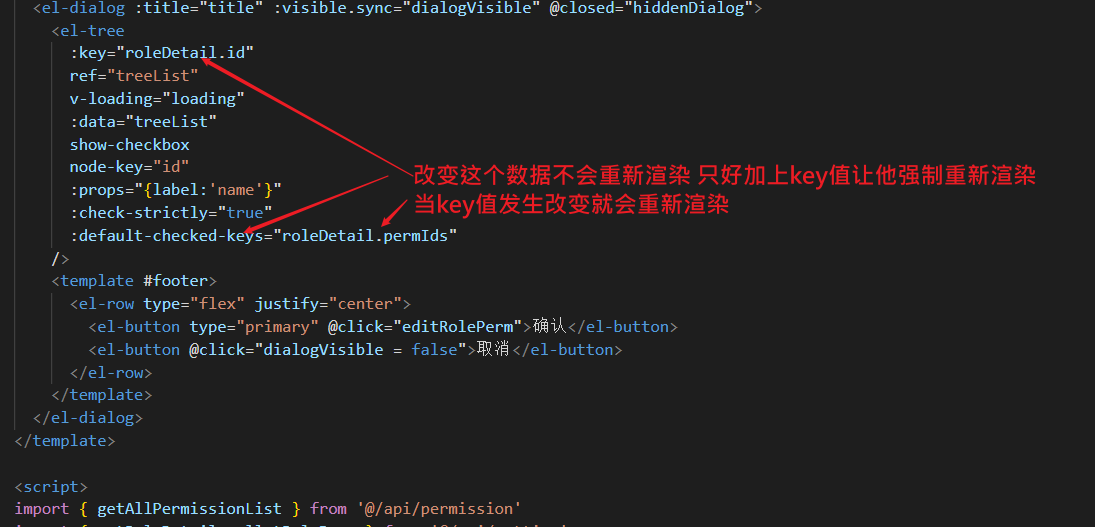 <el-dialog :title="title" :visible.sync="dialogVisible" @closed="hiddenDialog">
<el-tree
:key="roleDetail.id"
ref="treeList"
v-loading="loading"
:data="treeList"
show-checkbox
node-key="id"
:props="{label:'name'}"
:check-strictly="true"
:default-checked-keys="roleDetail.permIds"
/>
改变这个数据不会重新渲染 只好加上key值让他强制重新渲染
当key值发生改变就会重新渲染
<template #footer>
<el-row type="flex" justify="center">
<el-button type="primary" @click="editRolePerm">确认</el-button>
<el-button @click="dialogVisible = false">取消</el-button>
</el-row>
</template>
</el-dialog>
</template>
<script>
import { getAllPermissionList } from '@/api/permission'